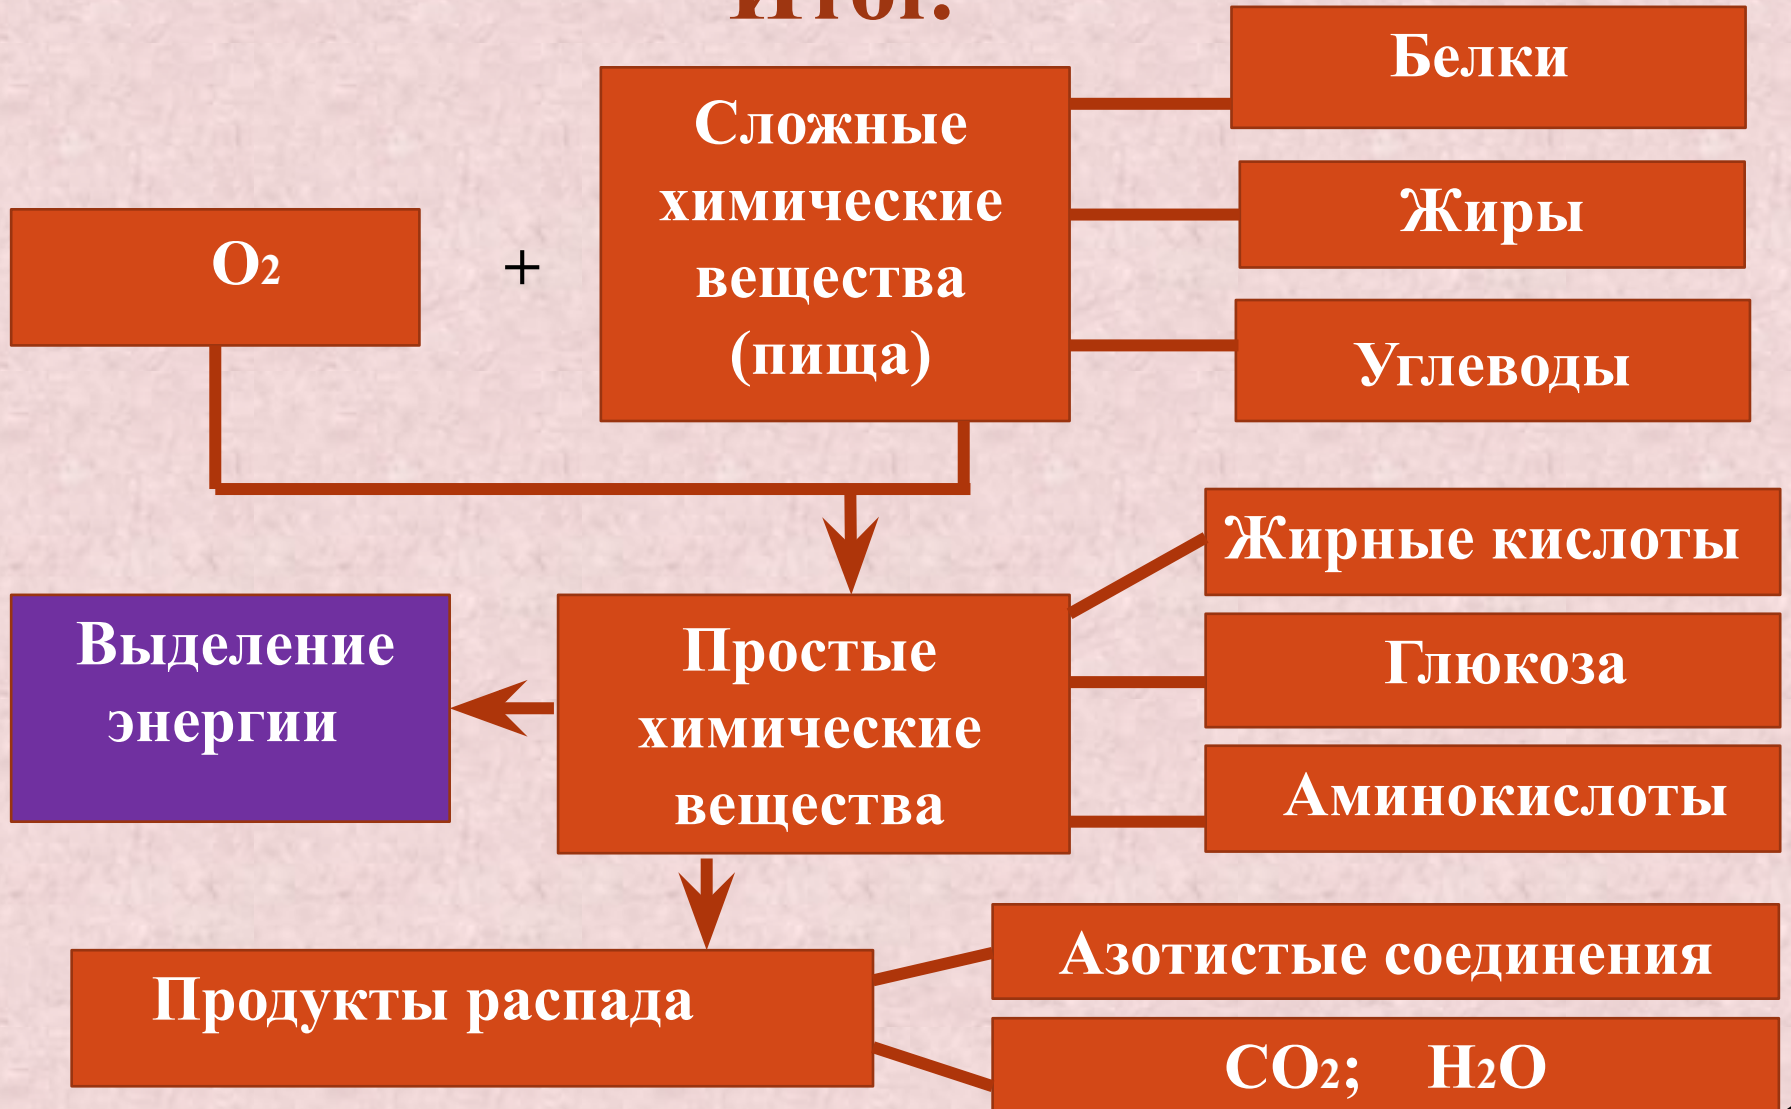 Итог:
Белки
Сложные
химические
вещества
(пища)
Жиры
O2
+
Углеводы
Жирные кислоты
Выделение
энергии
Простые
химические
вещества
Глюкоза
Аминокислоты
Продукты распада
Азотистые соединения
CO2; H2O